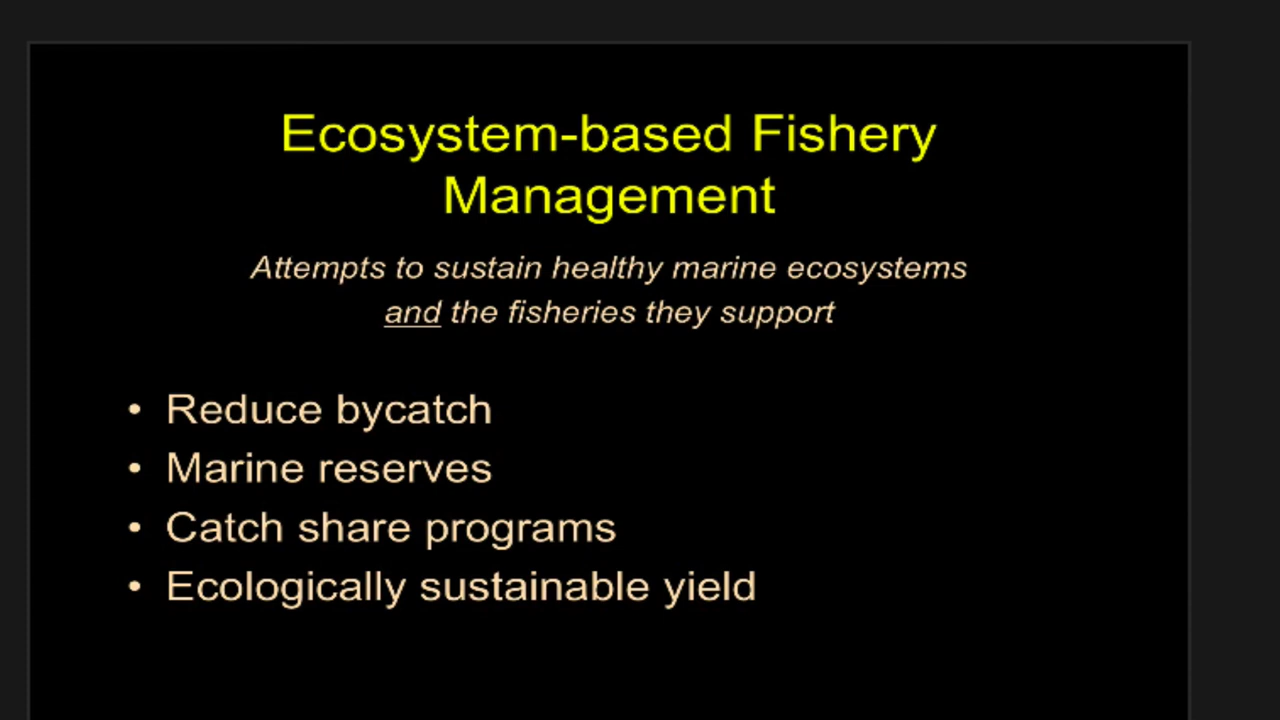 Ecosystem-based Fishery
Management
Attempts to sustain healthy marine ecosystems
and the fisheries they support
• Reduce bycatch
• Marine reserves
• Catch share programs
• Ecologically sustainable yield